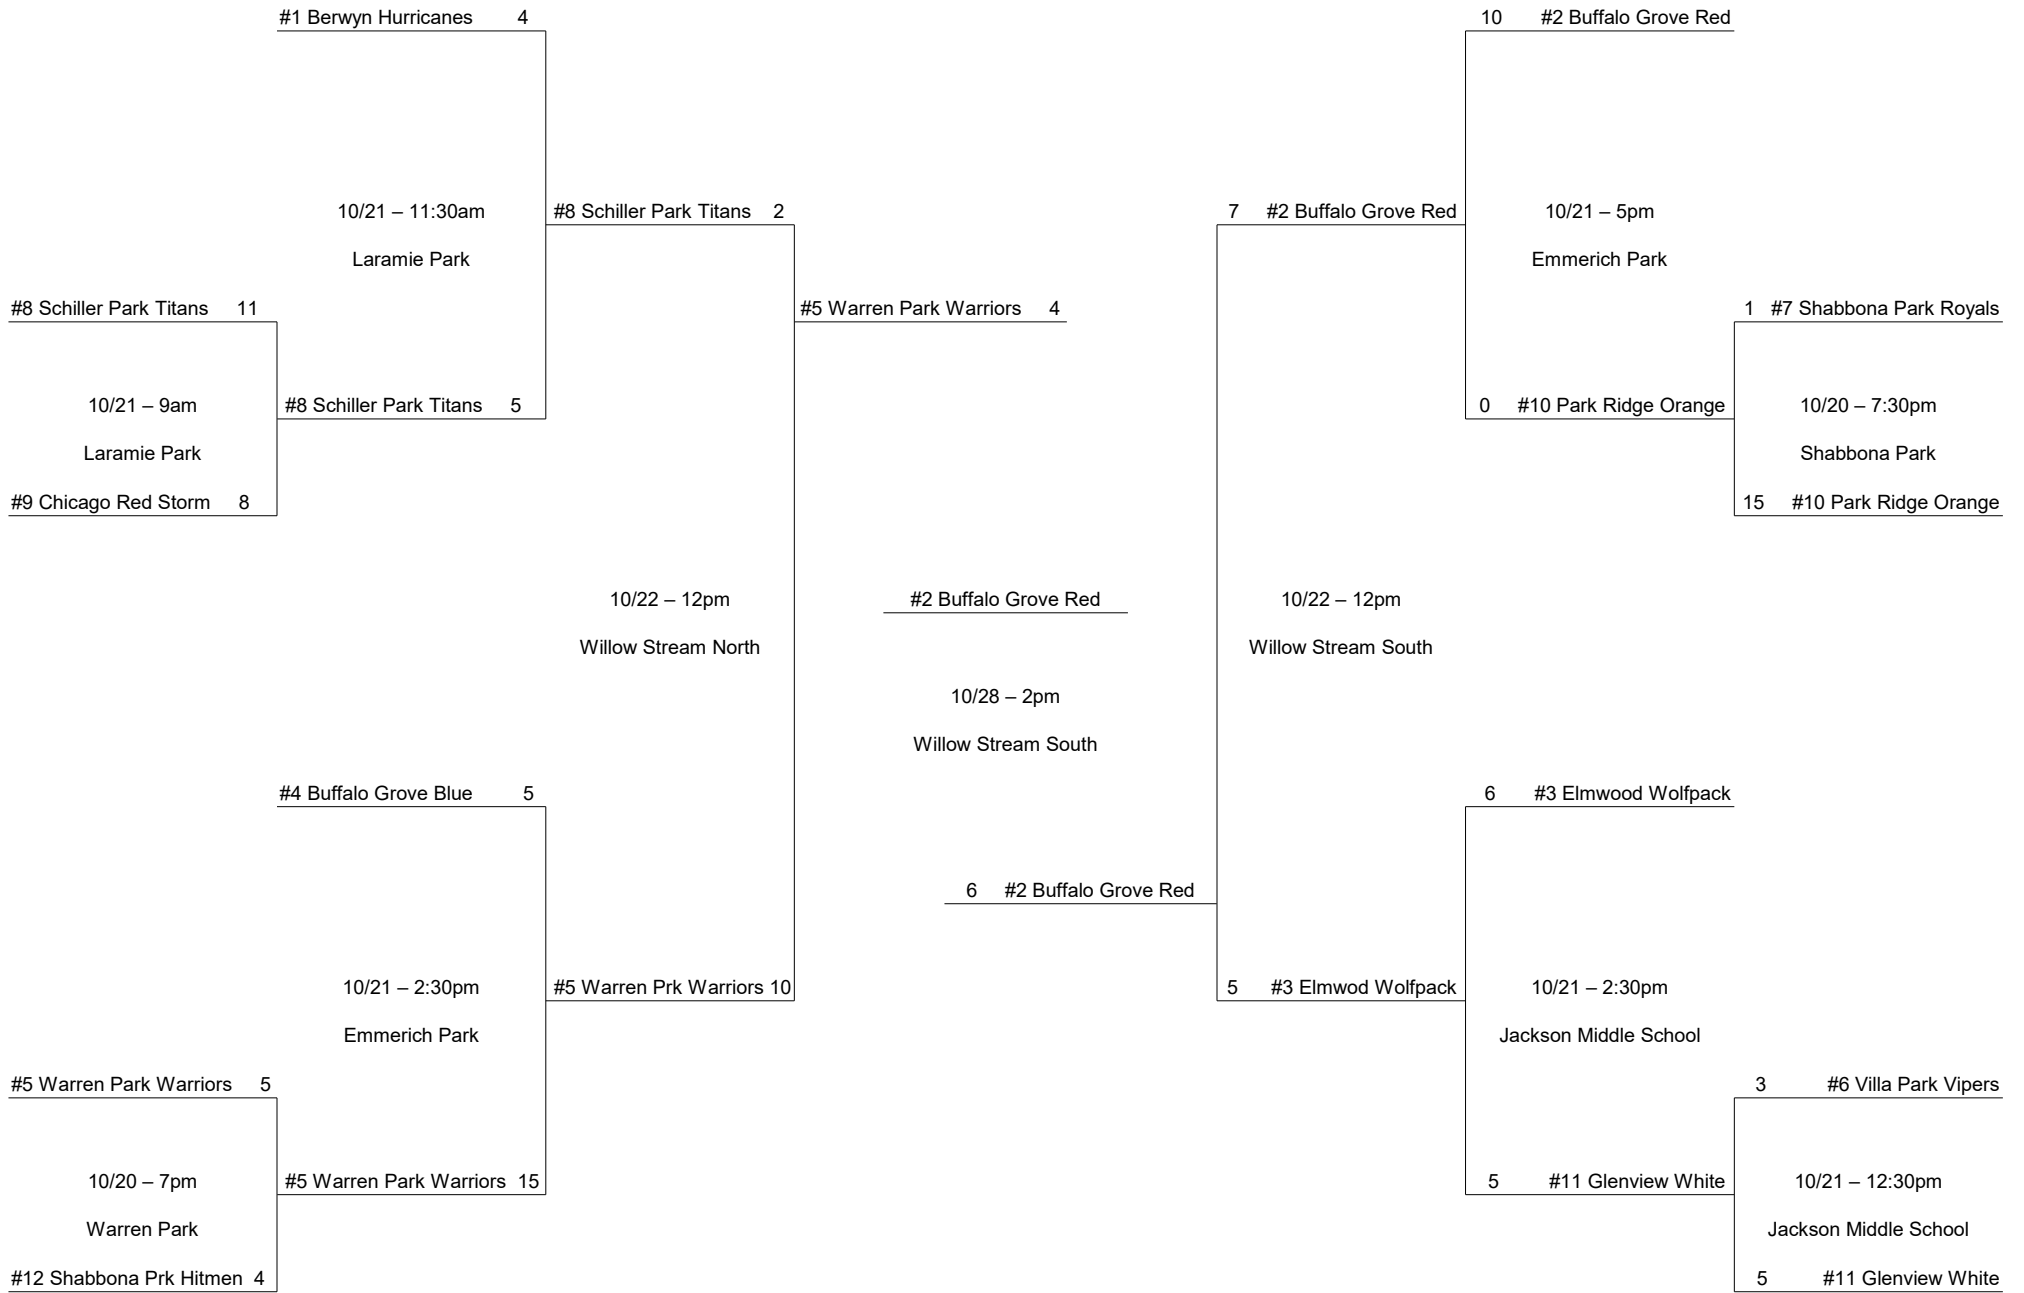 #1 Berwyn Hurricanes 4
10 #2 Buffalo Grove Red
10/21 – 11:30am
#8 Schiller Park Titans 2
7 #2 Buffalo Grove Red
10/21 – 5pm
Laramie Park
Emmerich Park
#8 Schiller Park Titans 11
#5 Warren Park Warriors 4
1 #7 Shabbona Park Royals
10/21 – 9am
#8 Schiller Park Titans 5
0 #10 Park Ridge Orange
10/20 – 7:30pm
Laramie Park
Shabbona Park
#9 Chicago Red Storm 8
15 #10 Park Ridge Orange
10/22 – 12pm
#2 Buffalo Grove Red
10/22 – 12pm
Willow Stream North
Willow Stream South
10/28 – 2pm
Willow Stream South
#4 Buffalo Grove Blue 5
6 #3 Elmwood Wolfpack
6 #2 Buffalo Grove Red
10/21 – 2:30pm
#5 Warren Prk Warriors 10
5 #3 Elmwod Wolfpack
10/21 – 2:30pm
Emmerich Park
Jackson Middle School
#5 Warren Park Warriors 5
3 #6 Villa Park Vipers
10/20 – 7pm
#5 Warren Park Warriors 15
5 #11 Glenview White
10/21 – 12:30pm
Warren Park
Jackson Middle School
#12 Shabbona Prk Hitmen 4
5 #11 Glenview White